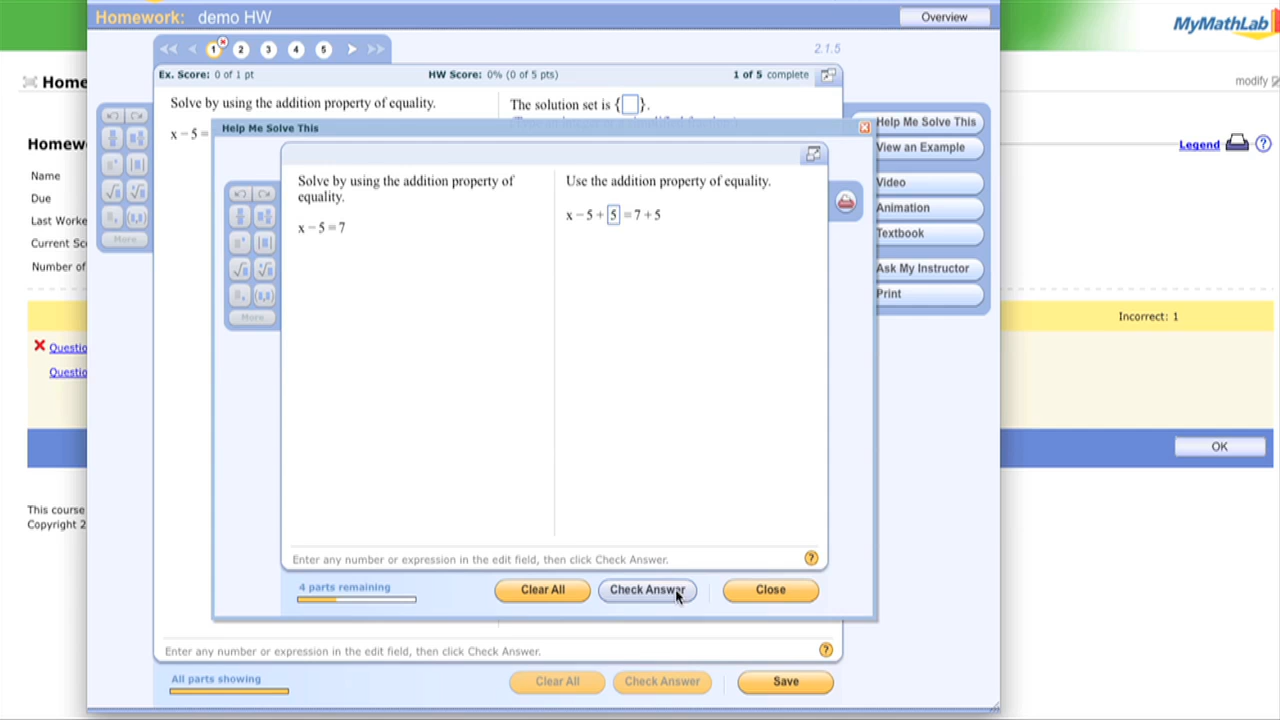 Homework: demo HW
Overview
MyMathLab
1 2 3 4 5
2.1.5
Ex. Score: 0 of 1 pt
HW Score: 0% (0 of 5 pts)
1 of 5 complete
Home
modify
Solve by using the addition property of equality.
The solution set is { }.
x − 5 =
Help Me Solve This
Help Me Solve This
View an Example
Video
Animation
Textbook
Ask My Instructor
Print
Legend
Solve by using the addition property of
equality.
x − 5 = 7
Use the addition property of equality.
x − 5 + 5 = 7 + 5
More
More
Name
Due
Last Worke
Current Sc
Number of
Incorrect: 1
Questio
Questio
OK
This course
Copyright 2
Enter any number or expression in the edit field, then click Check Answer.
4 parts remaining
Clear All
Check Answer
Close
Enter any number or expression in the edit field, then click Check Answer.
All parts showing
Clear All
Check Answer
Save